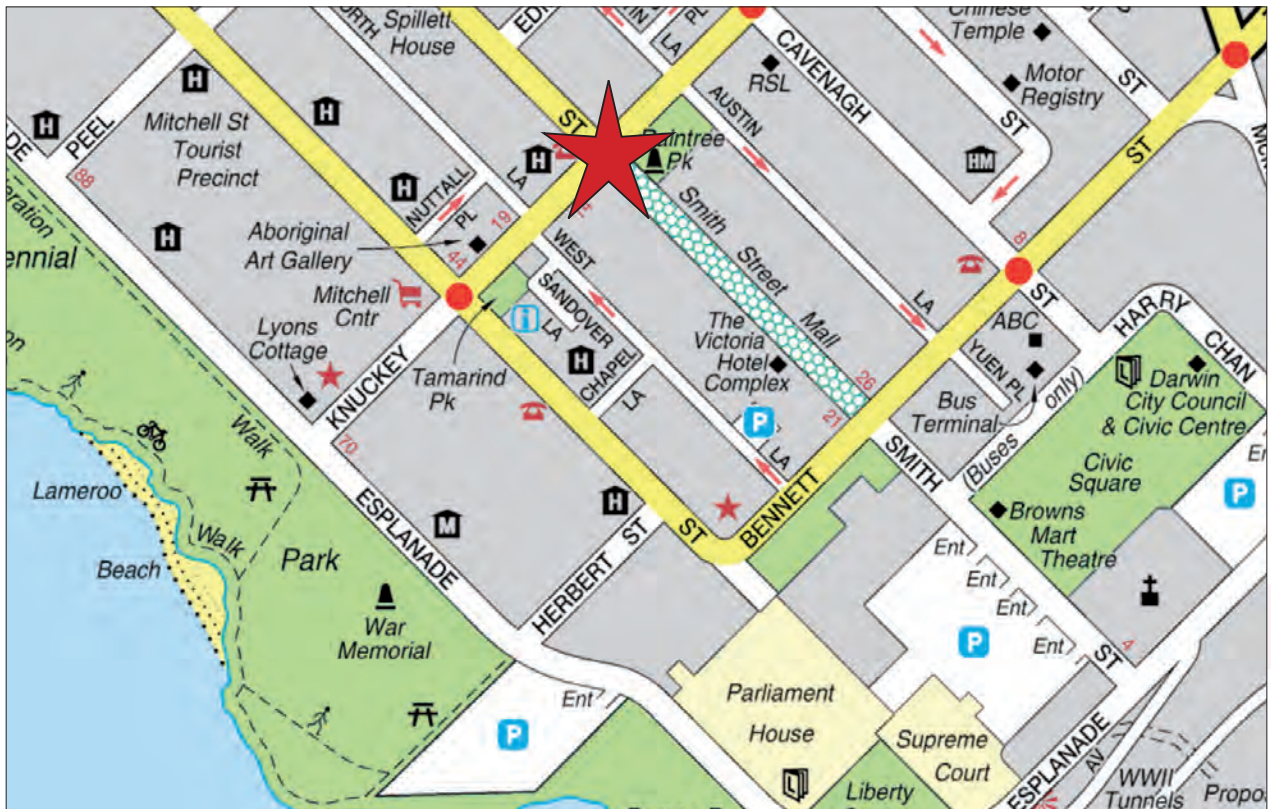 Spillett
House
ST
PL
LA
Chinese
Temple
CAVENAGH
ST
RSL
Motor
Registry
ST
ST
H
PEEL
Mitchell St
Tourist
Precinct
H
H
AUSTIN
Raintree
Pk
HM
88
H
NUTTALL
PL
LA
H
Smith
Street
Mall
Aboriginal
Art Gallery
19
44
WEST
8
ST
H
Mitchell
Cntr
SANDOVER
LA
i
LA
ABC
HARRY
CHAN
Lyons
Cottage
KNUCKEY
Tamarind
Pk
H
CHAPEL
LA
The
Victoria
Hotel
Complex
26
21
YUEN PL
Bus
Terminal
(Buses only)
L
Darwin
City Council
& Civic Centre
Walk
70
P
LA
SMITH
Civic
Square
P
Lameroo
ESPLANADE
M
H
ST
BENNETT
Browns
Mart
Theatre
Walk
Beach
Park
HERBERT ST
Ent
Ent
Ent
Ent
War
Memorial
P
ST
4
Ent
P
Parliament
House
L
Supreme
Court
Liberty
ESPLANADE
AV
WWII
Tunnels